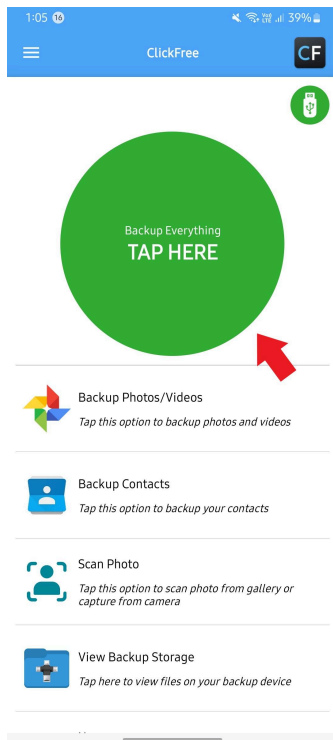 1:05 16 39%
ClickFree
CF
Backup Everything
TAP HERE
Backup Photos/Videos
Tap this option to backup photos and videos
Backup Contacts
Tap this option to backup your contacts
Scan Photo
Tap this option to scan photo from gallery or
capture from camera
View Backup Storage
Tap here to view files on your backup device